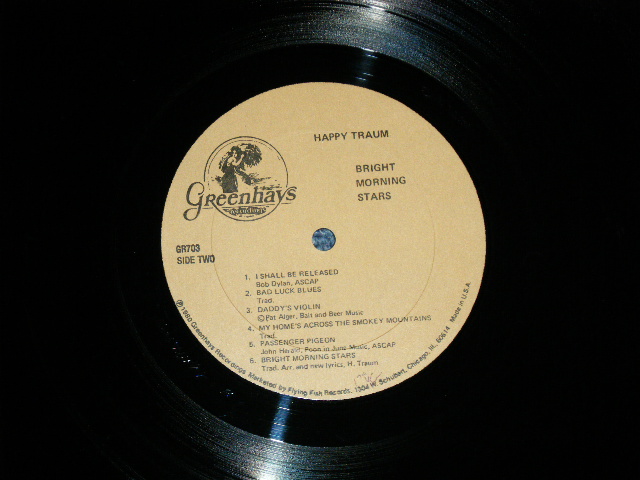 HAPPY TRAUM
BRIGHT
MORNING
STARS
Greenhays
GR703
SIDE TWO
1. I SHALL BE RELEASED
Bob Dylan, ASCAP
2. BAD LUCK BLUES
Trad.
3. DADDY'S VIOLIN
©Pat Alger, Bait and Beer Music
4. MY HOME'S ACROSS THE SMOKEY MOUNTAINS
Trad.
5. PASSENGER PIGEON
John Herald, Music, ASCAP
6. BRIGHT MORNING STARS
Trad. Arr. and new lyrics, H. Traum
℗1980 Greenhays Recordings Marketed by Flying Fish Records, 1304 W. Schubert, Chicago, Ill. 60614 Made in U.S.A.